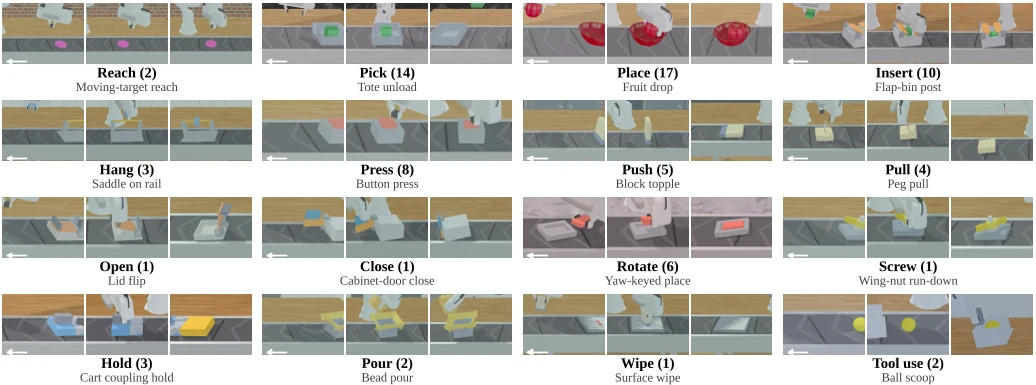 Reach (2)
Moving-target reach
Pick (14)
Tote unload
Place (17)
Fruit drop
Insert (10)
Flap-bin post
Hang (3)
Saddle on rail
Press (8)
Button press
Push (5)
Block topple
Pull (4)
Peg pull
Open (1)
Lid flip
Close (1)
Cabinet-door close
Rotate (6)
Yaw-keyed place
Screw (1)
Wing-nut run-down
Hold (3)
Cart coupling hold
Pour (2)
Bead pour
Wipe (1)
Surface wipe
Tool use (2)
Ball scoop